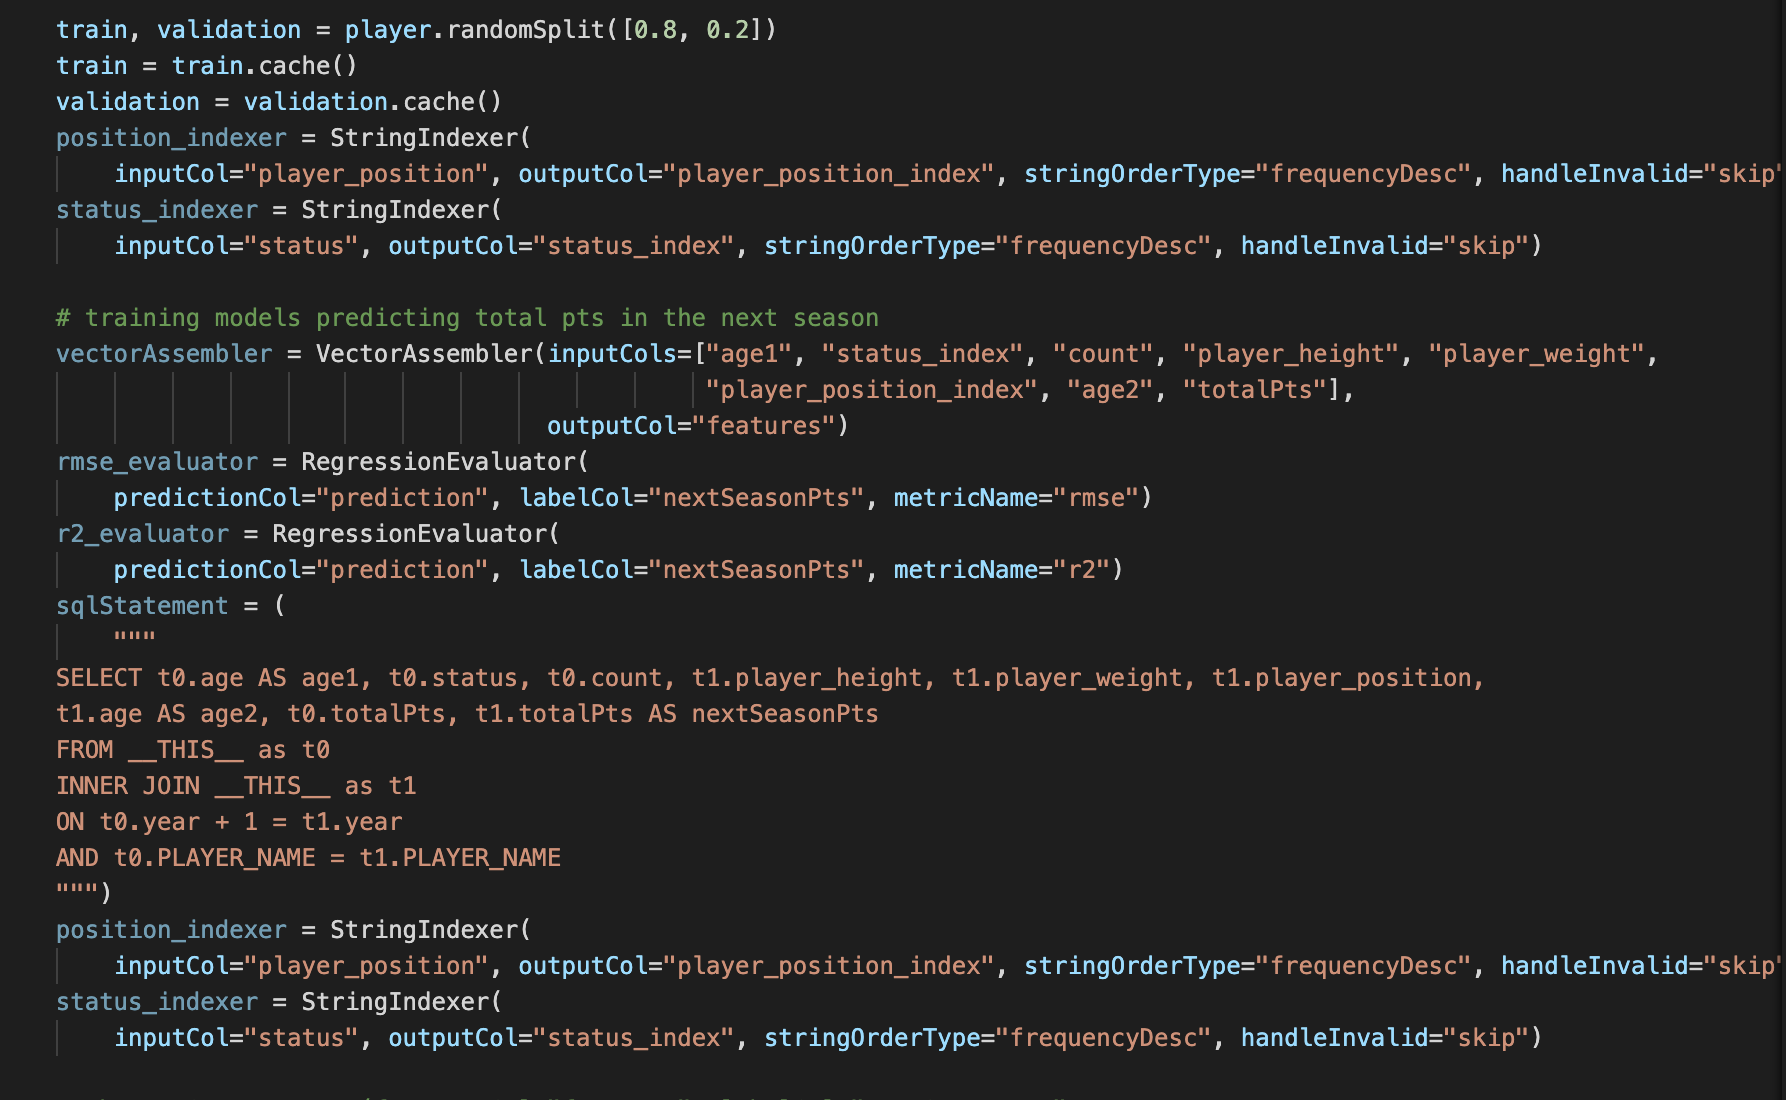 train, validation = player.randomSplit([0.8, 0.2])
train = train.cache()
validation = validation.cache()
position_indexer = StringIndexer(
    inputCol="player_position", outputCol="player_position_index", stringOrderType="frequencyDesc", handleInvalid="skip"
status_indexer = StringIndexer(
    inputCol="status", outputCol="status_index", stringOrderType="frequencyDesc", handleInvalid="skip")

# training models predicting total pts in the next season
vectorAssembler = VectorAssembler(inputCols=["age1", "status_index", "count", "player_height", "player_weight",
                                             "player_position_index", "age2", "totalPts"],
                                  outputCol="features")
rmse_evaluator = RegressionEvaluator(
    predictionCol="prediction", labelCol="nextSeasonPts", metricName="rmse")
r2_evaluator = RegressionEvaluator(
    predictionCol="prediction", labelCol="nextSeasonPts", metricName="r2")
sqlStatement = (
    """
SELECT t0.age AS age1, t0.status, t0.count, t1.player_height, t1.player_weight, t1.player_position,
t1.age AS age2, t0.totalPts, t1.totalPts AS nextSeasonPts
FROM __THIS__ as t0
INNER JOIN __THIS__ as t1
ON t0.year + 1 = t1.year
AND t0.PLAYER_NAME = t1.PLAYER_NAME
""")
position_indexer = StringIndexer(
    inputCol="player_position", outputCol="player_position_index", stringOrderType="frequencyDesc", handleInvalid="skip"
status_indexer = StringIndexer(
    inputCol="status", outputCol="status_index", stringOrderType="frequencyDesc", handleInvalid="skip")